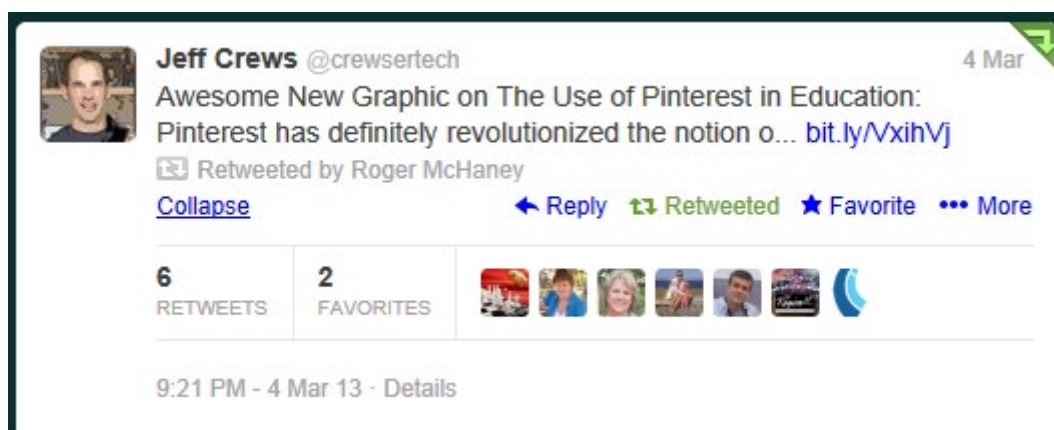 Jeff Crews @crewsertech 4 Mar
Awesome New Graphic on The Use of Pinterest in Education:
Pinterest has definitely revolutionized the notion o... bit.ly/VxihVj
Retweeted by Roger McHaney
Collapse Reply Retweeted Favorite ••• More
6 2
RETWEETS FAVORITES
9:21 PM - 4 Mar 13 · Details